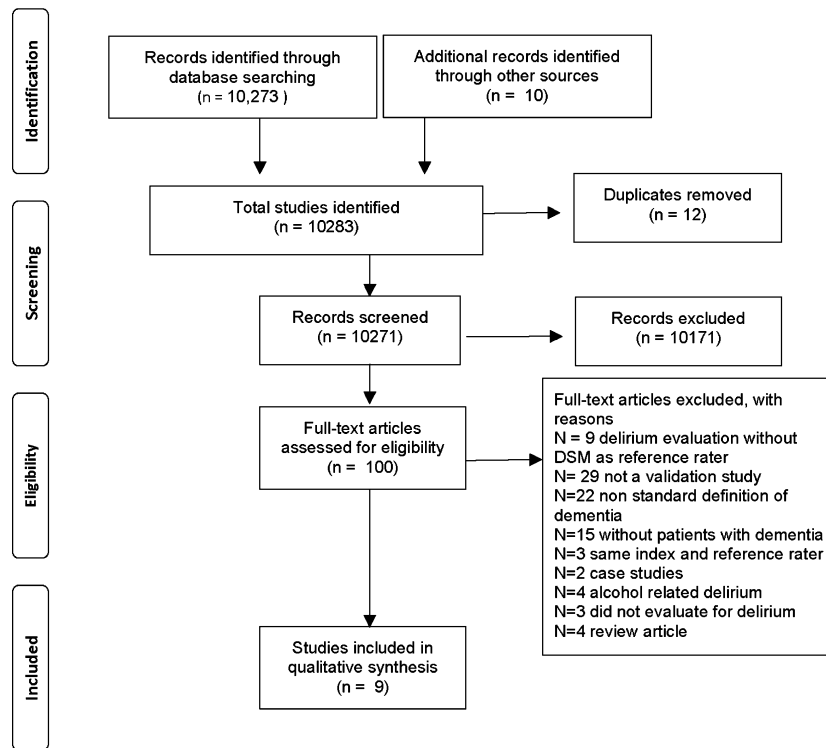 Identification
Records identified through
database searching
(n = 10,273 )
Additional records identified
through other sources
(n = 10)
Screening
Total studies identified
(n = 10283)
Duplicates removed
(n = 12)
Records screened
(n = 10271)
Records excluded
(n = 10171)
Eligibility
Full-text articles
assessed for eligibility
(n = 100)
Full-text articles excluded, with
reasons
N = 9 delirium evaluation without
DSM as reference rater
N= 29 not a validation study
N=22 non standard definition of
dementia
N=15 without patients with dementia
N=3 same index and reference rater
N=2 case studies
N=4 alcohol related delirium
N=3 did not evaluate for delirium
N=4 review article
Included
Studies included in
qualitative synthesis
(n = 9)